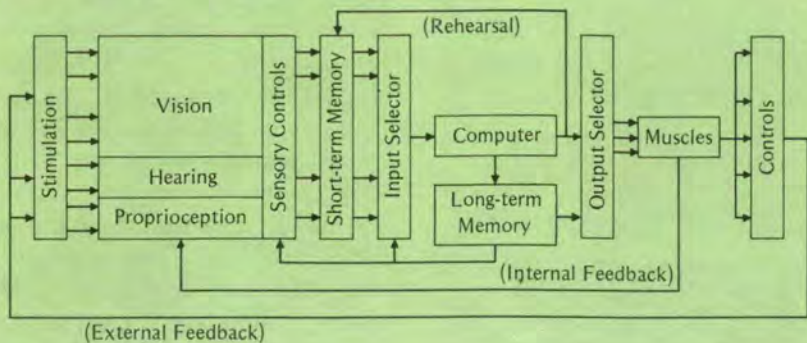 (Rehearsal)
Stimulation
Vision
Hearing
Proprioception
Sensory Controls
Short-term Memory
Input Selector
Computer
Long-term
Memory
Output Selector
Muscles
Controls
(Internal Feedback)
(External Feedback)